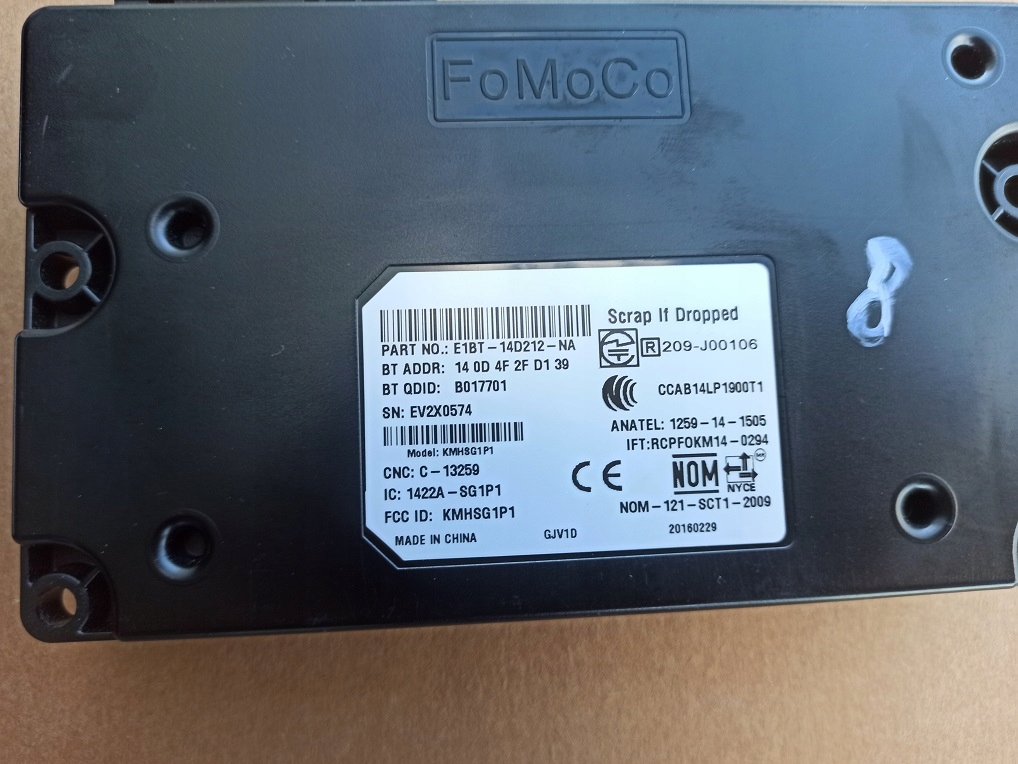 FoMoCo
8
Scrap If Dropped
PART NO.: E1BT-14D212-NA
R 209-J00106
BT ADDR: 14 0D 4F 2F D1 39
BT QDID: B017701
CCAB14LP1900T1
SN: EV2X0574
ANATEL: 1259-14-1505
IFT:RCPFOKM14-0294
Model: KMHSG1P1
CNC: C-13259
CE
NOM
NYCE
IC: 1422A-SG1P1
NOM-121-SCT1-2009
FCC ID: KMHSG1P1
MADE IN CHINA
GJV1D
20160229